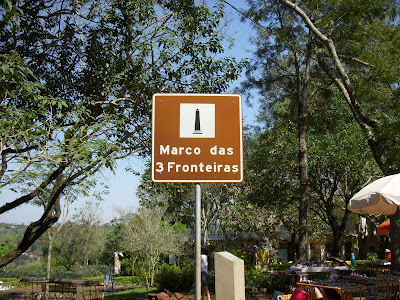 Marco das
3 Fronteiras